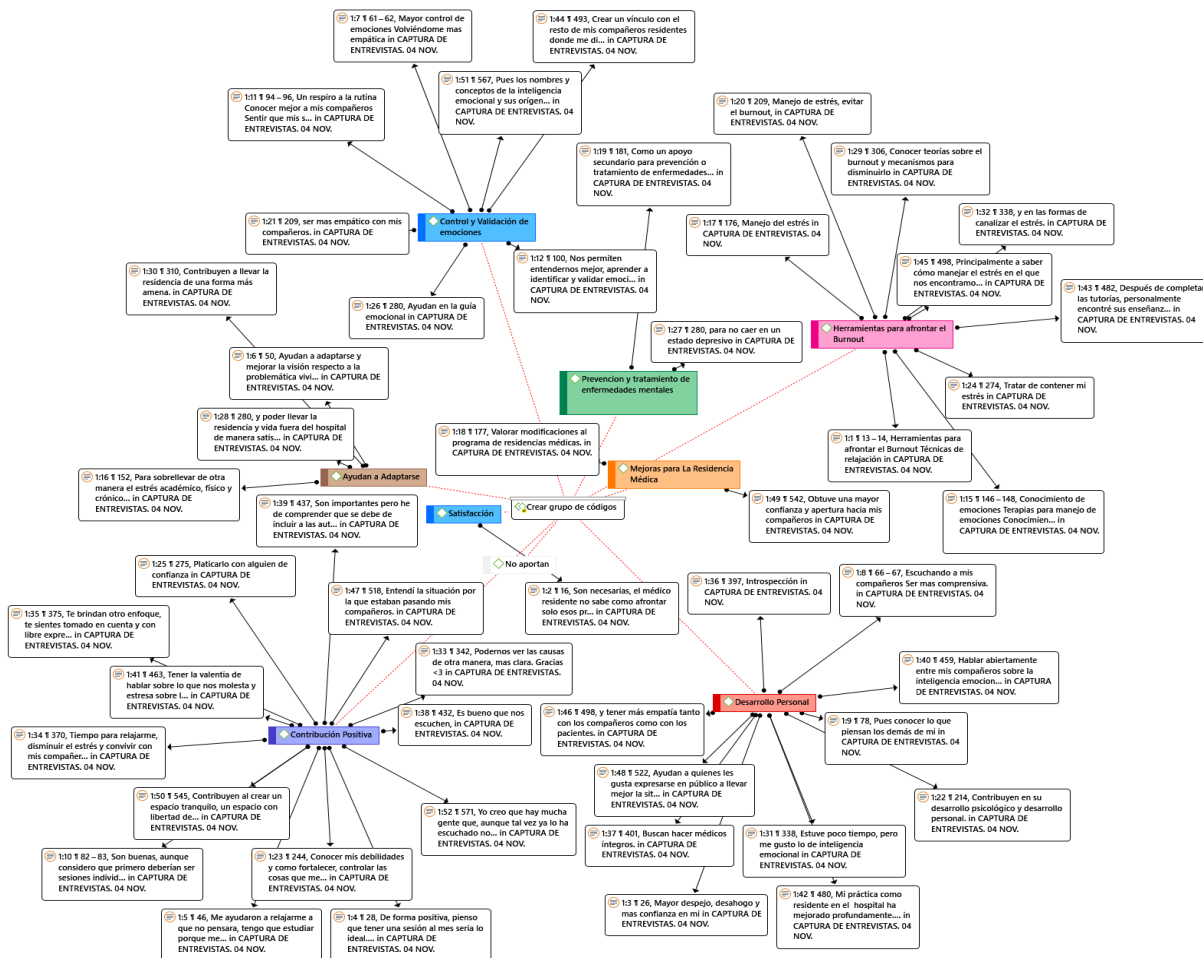 1:7 ¶ 61 – 62, Mayor control de
emociones Volviéndome mas
empática in CAPTURA DE
ENTREVISTAS. 04 NOV.
1:44 ¶ 493, Crear un vínculo con el
resto de mis compañeros residentes
donde me di... in CAPTURA DE
ENTREVISTAS. 04 NOV.
1:51 ¶ 567, Pues los nombres y
conceptos de la inteligencia
emocional y sus orígen... in
CAPTURA DE ENTREVISTAS. 04
NOV.
1:11 ¶ 94 – 96, Un respiro a la rutina
Conocer mejor a mis compañeros
Sentir que mis s... in CAPTURA DE
ENTREVISTAS. 04 NOV.
1:20 ¶ 209, Manejo de estrés, evitar
el burnout, in CAPTURA DE
ENTREVISTAS. 04 NOV.
1:19 ¶ 181, Como un apoyo
secundario para prevención o
tratamiento de enfermedades... in
CAPTURA DE ENTREVISTAS. 04
NOV.
1:29 ¶ 306, Conocer teorías sobre el
burnout y mecanismos para
disminuirlo in CAPTURA DE
ENTREVISTAS. 04 NOV.
1:21 ¶ 209, ser mas empático con mis
compañeros. in CAPTURA DE
ENTREVISTAS. 04 NOV.
Control y Validación de
emociones
1:17 ¶ 176, Manejo del estrés in
CAPTURA DE ENTREVISTAS. 04
NOV.
1:32 ¶ 338, y en las formas de
canalizar el estrés. in CAPTURA DE
ENTREVISTAS. 04 NOV.
1:12 ¶ 100, Nos permiten
entendernos mejor, aprender a
identificar y validar emoci... in
CAPTURA DE ENTREVISTAS. 04
NOV.
1:30 ¶ 310, Contribuyen a llevar la
residencia de una forma más
amena. in CAPTURA DE
ENTREVISTAS. 04 NOV.
1:45 ¶ 498, Principalmente a saber
cómo manejar el estrés en el que
nos encontramo... in CAPTURA DE
ENTREVISTAS. 04 NOV.
1:43 ¶ 482, Después de completar
las tutorías, personalmente
encontré sus enseñanz... in
CAPTURA DE ENTREVISTAS. 04
NOV.
1:26 ¶ 280, Ayudan en la guía
emocional in CAPTURA DE
ENTREVISTAS. 04 NOV.
Herramientas para afrontar el
Burnout
1:27 ¶ 280, para no caer en un
estado depresivo in CAPTURA DE
ENTREVISTAS. 04 NOV.
1:6 ¶ 50, Ayudan a adaptarse y
mejorar la visión respecto a la
problemática vivi... in CAPTURA DE
ENTREVISTAS. 04 NOV.
Prevencion y tratamiento de
enfermedades mentales
1:24 ¶ 274, Tratar de contener mi
estrés in CAPTURA DE
ENTREVISTAS. 04 NOV.
1:28 ¶ 280, y poder llevar la
residencia y vida fuera del hospital
de manera satis... in CAPTURA DE
ENTREVISTAS. 04 NOV.
1:18 ¶ 177, Valorar modificaciones al
programa de residencias médicas. in
CAPTURA DE ENTREVISTAS. 04
NOV.
1:1 ¶ 13 – 14, Herramientas para
afrontar el Burnout Técnicas de
relajación in CAPTURA DE
ENTREVISTAS. 04 NOV.
1:16 ¶ 152, Para sobrellevar de otra
manera el estrés académico, físico y
crónico... in CAPTURA DE
ENTREVISTAS. 04 NOV.
Ayudan a Adaptarse
Mejoras para La Residencia
Médica
1:39 ¶ 437, Son importantes pero he
de comprender que se debe de
incluir a las aut... in CAPTURA DE
ENTREVISTAS. 04 NOV.
Satisfacción
Crear grupo de códigos
1:49 ¶ 542, Obtuve una mayor
confianza y apertura hacia mis
compañeros in CAPTURA DE
ENTREVISTAS. 04 NOV.
1:15 ¶ 146 – 148, Conocimiento de
emociones Terapias para manejo de
emociones Conocimien... in
CAPTURA DE ENTREVISTAS. 04
NOV.
1:25 ¶ 275, Platicarlo con alguien de
confianza in CAPTURA DE
ENTREVISTAS. 04 NOV.
No aportan
1:47 ¶ 518, Entendí la situación por
la que estaban pasando mis
compañeros. in CAPTURA DE
ENTREVISTAS. 04 NOV.
1:2 ¶ 16, Son necesarias, el médico
residente no sabe como afrontar
solo esos pr... in CAPTURA DE
ENTREVISTAS. 04 NOV.
1:36 ¶ 397, Introspección in
CAPTURA DE ENTREVISTAS. 04
NOV.
1:8 ¶ 66 – 67, Escuchando a mis
compañeros Ser mas comprensiva.
in CAPTURA DE ENTREVISTAS. 04
NOV.
1:35 ¶ 375, Te brindan otro enfoque,
te sientes tomado en cuenta y con
libre expre... in CAPTURA DE
ENTREVISTAS. 04 NOV.
1:33 ¶ 342, Podernos ver las causas
de otra manera, mas clara. Gracias
<3 in CAPTURA DE ENTREVISTAS.
04 NOV.
1:41 ¶ 463, Tener la valentía de
hablar sobre lo que nos molesta y
estresa sobre l... in CAPTURA DE
ENTREVISTAS. 04 NOV.
1:40 ¶ 459, Hablar abiertamente
entre mis compañeros sobre la
inteligencia emocion... in CAPTURA
DE ENTREVISTAS. 04 NOV.
Desarrollo Personal
1:38 ¶ 432, Es bueno que nos
escuchen, in CAPTURA DE
ENTREVISTAS. 04 NOV.
1:46 ¶ 498, y tener más empatía tanto
con los compañeros como con los
pacientes. in CAPTURA DE
ENTREVISTAS. 04 NOV.
1:9 ¶ 78, Pues conocer lo que
piensan los demás de mi in
CAPTURA DE ENTREVISTAS. 04
NOV.
1:34 ¶ 370, Tiempo para relajarme,
disminuir el estrés y convivir con
mis compañer... in CAPTURA DE
ENTREVISTAS. 04 NOV.
Contribución Positiva
1:48 ¶ 522, Ayudan a quienes les
gusta expresarse en público a llevar
mejor la sit... in CAPTURA DE
ENTREVISTAS. 04 NOV.
1:50 ¶ 545, Contribuyen al crear un
espacio tranquilo, un espacio con
libertad de... in CAPTURA DE
ENTREVISTAS. 04 NOV.
1:22 ¶ 214, Contribuyen en su
desarrollo psicológico y desarrollo
personal. in CAPTURA DE
ENTREVISTAS. 04 NOV.
1:52 ¶ 571, Yo creo que hay mucha
gente que, aunque tal vez ya lo ha
escuchado no... in CAPTURA DE
ENTREVISTAS. 04 NOV.
1:37 ¶ 401, Buscan hacer médicos
íntegros. in CAPTURA DE
ENTREVISTAS. 04 NOV.
1:31 ¶ 338, Estuve poco tiempo, pero
me gusto lo de inteligencia
emocional in CAPTURA DE
ENTREVISTAS. 04 NOV.
1:10 ¶ 82 – 83, Son buenas, aunque
considero que primero deberían ser
sesiones individ... in CAPTURA DE
ENTREVISTAS. 04 NOV.
1:23 ¶ 244, Conocer mis debilidades
y como fortalecer, controlar las
cosas que me... in CAPTURA DE
ENTREVISTAS. 04 NOV.
1:3 ¶ 26, Mayor despejo, desahogo y
mas confianza en mi in CAPTURA DE
ENTREVISTAS. 04 NOV.
1:42 ¶ 480, Mi práctica como
residente en el hospital ha
mejorado profundamente.... in
CAPTURA DE ENTREVISTAS. 04
NOV.
1:5 ¶ 46, Me ayudaron a relajarme a
que no pensara, tengo que estudiar
porque me... in CAPTURA DE
ENTREVISTAS. 04 NOV.
1:4 ¶ 28, De forma positiva, pienso
que tener una sesión al mes sería lo
ideal.... in CAPTURA DE
ENTREVISTAS. 04 NOV.